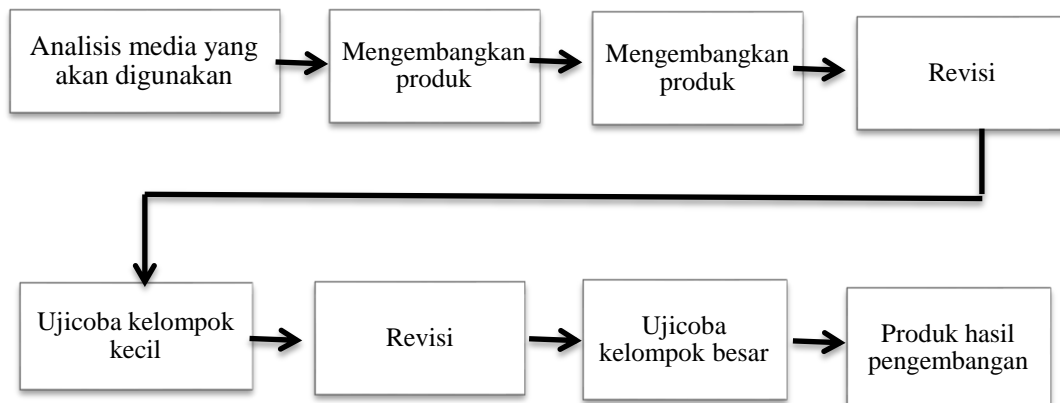 Analisis media yang
akan digunakan
Mengembangkan
produk
Mengembangkan
produk
Revisi
Ujicoba kelompok
kecil
Revisi
Ujicoba
kelompok besar
Produk hasil
pengembangan